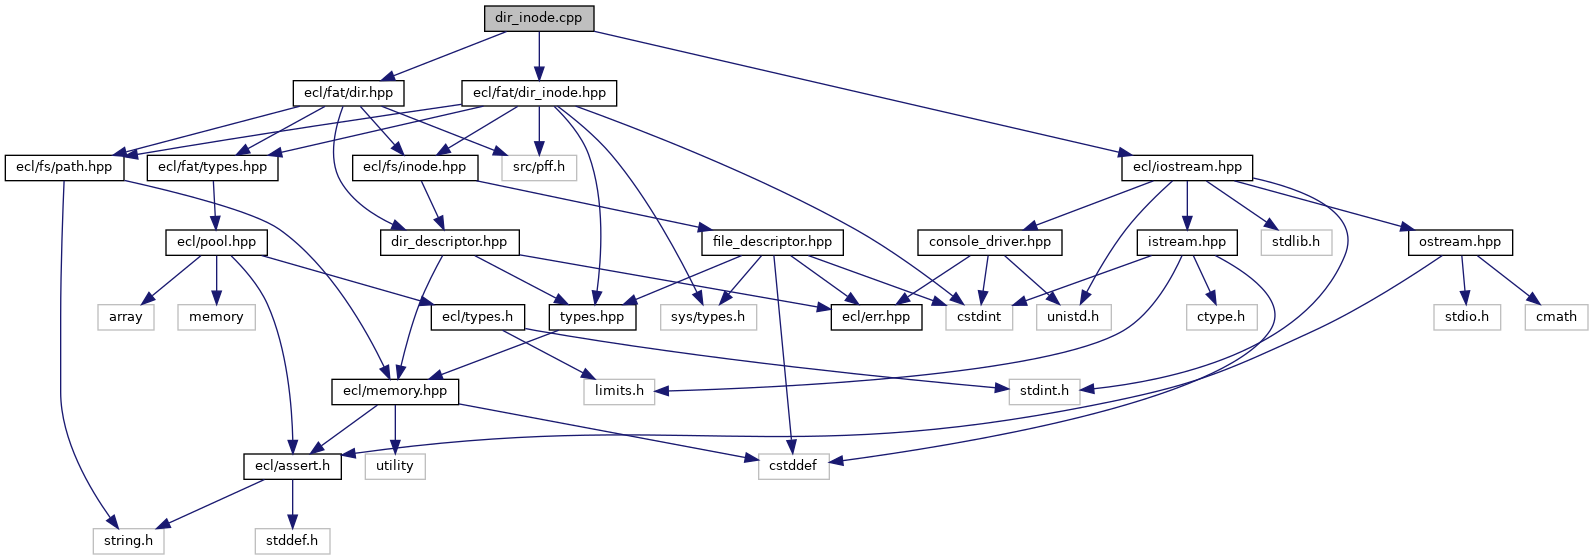 dir_inode.cpp
ecl/fat/dir.hpp
ecl/fat/dir_inode.hpp
ecl/fs/path.hpp
ecl/fat/types.hpp
ecl/fs/inode.hpp
src/pff.h
ecl/iostream.hpp
ecl/pool.hpp
dir_descriptor.hpp
file_descriptor.hpp
console_driver.hpp
istream.hpp
stdlib.h
ostream.hpp
array
memory
ecl/types.h
types.hpp
sys/types.h
ecl/err.hpp
cstdint
unistd.h
ctype.h
stdio.h
cmath
ecl/memory.hpp
limits.h
stdint.h
ecl/assert.h
utility
cstddef
string.h
stddef.h